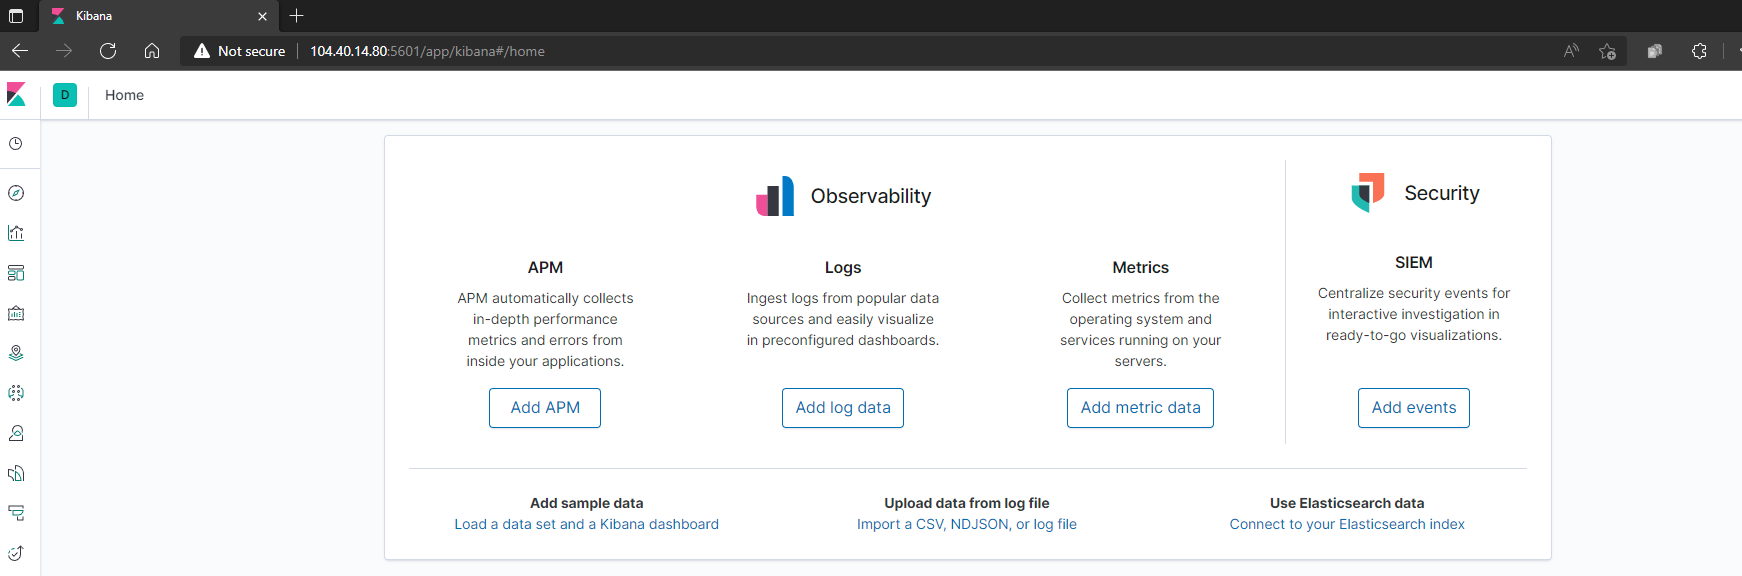 Kibana
Not secure
104.40.14.80:5601/app/kibana#/home
D
Home
Observability
Security
APM
APM automatically collects
in-depth performance
metrics and errors from
inside your applications.
Add APM
Logs
Ingest logs from popular data
sources and easily visualize
in preconfigured dashboards.
Add log data
Metrics
Collect metrics from the
operating system and
services running on your
servers.
Add metric data
SIEM
Centralize security events for
interactive investigation in
ready-to-go visualizations.
Add events
Add sample data
Load a data set and a Kibana dashboard
Upload data from log file
Import a CSV, NDJSON, or log file
Use Elasticsearch data
Connect to your Elasticsearch index